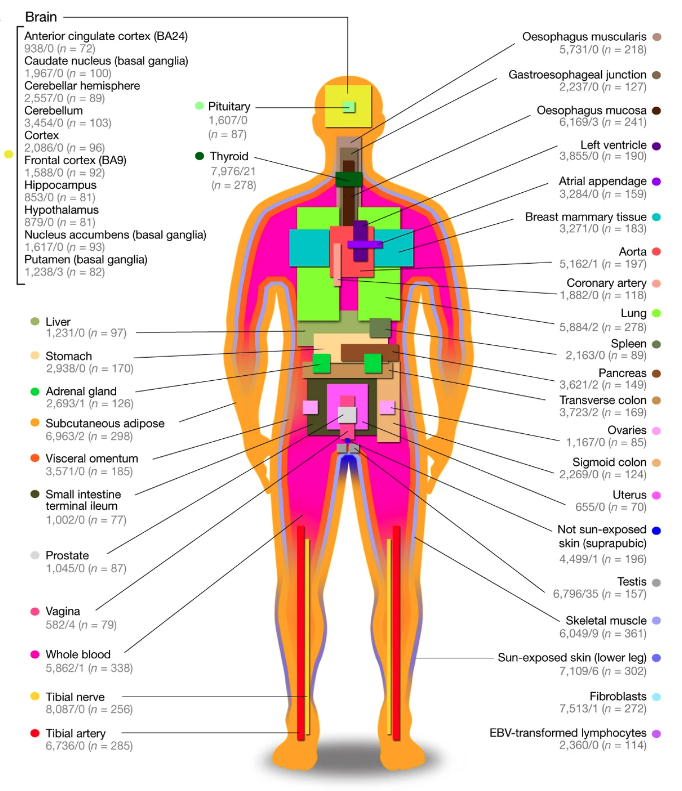 Brain
Anterior cingulate cortex (BA24)
938/0 (n = 72)
Caudate nucleus (basal ganglia)
1,967/0 (n = 100)
Cerebellar hemisphere
2,557/0 (n = 89)
Cerebellum
3,454/0 (n = 103)
Cortex
2,086/0 (n = 96)
Frontal cortex (BA9)
1,588/0 (n = 92)
Hippocampus
853/0 (n = 81)
Hypothalamus
879/0 (n = 81)
Nucleus accumbens (basal ganglia)
1,617/0 (n = 93)
Putamen (basal ganglia)
1,238/3 (n = 82)
Pituitary
1,607/0
(n = 87)
Thyroid
7,976/21
(n = 278)
Liver
1,231/0 (n = 97)
Stomach
2,938/0 (n = 170)
Adrenal gland
2,693/1 (n = 126)
Subcutaneous adipose
6,963/2 (n = 298)
Visceral omentum
3,571/0 (n = 185)
Small intestine
terminal ileum
1,002/0 (n = 77)
Prostate
1,045/0 (n = 87)
Vagina
582/4 (n = 79)
Whole blood
5,862/1 (n = 338)
Tibial nerve
8,087/0 (n = 256)
Tibial artery
6,736/0 (n = 285)
Oesophagus muscularis
5,731/0 (n = 218)
Gastroesophageal junction
2,237/0 (n = 127)
Oesophagus mucosa
6,169/3 (n = 241)
Left ventricle
3,855/0 (n = 190)
Atrial appendage
3,284/0 (n = 159)
Breast mammary tissue
3,271/0 (n = 183)
Aorta
5,162/1 (n = 197)
Coronary artery
1,882/0 (n = 118)
Lung
5,884/2 (n = 278)
Spleen
2,163/0 (n = 89)
Pancreas
3,621/2 (n = 149)
Transverse colon
3,723/2 (n = 169)
Ovaries
1,167/0 (n = 85)
Sigmoid colon
2,269/0 (n = 124)
Uterus
655/0 (n = 70)
Not sun-exposed
skin (suprapubic)
4,499/1 (n = 196)
Testis
6,796/35 (n = 157)
Skeletal muscle
6,049/9 (n = 361)
Sun-exposed skin (lower leg)
7,109/6 (n = 302)
Fibroblasts
7,513/1 (n = 272)
EBV-transformed lymphocytes
2,360/0 (n = 114)